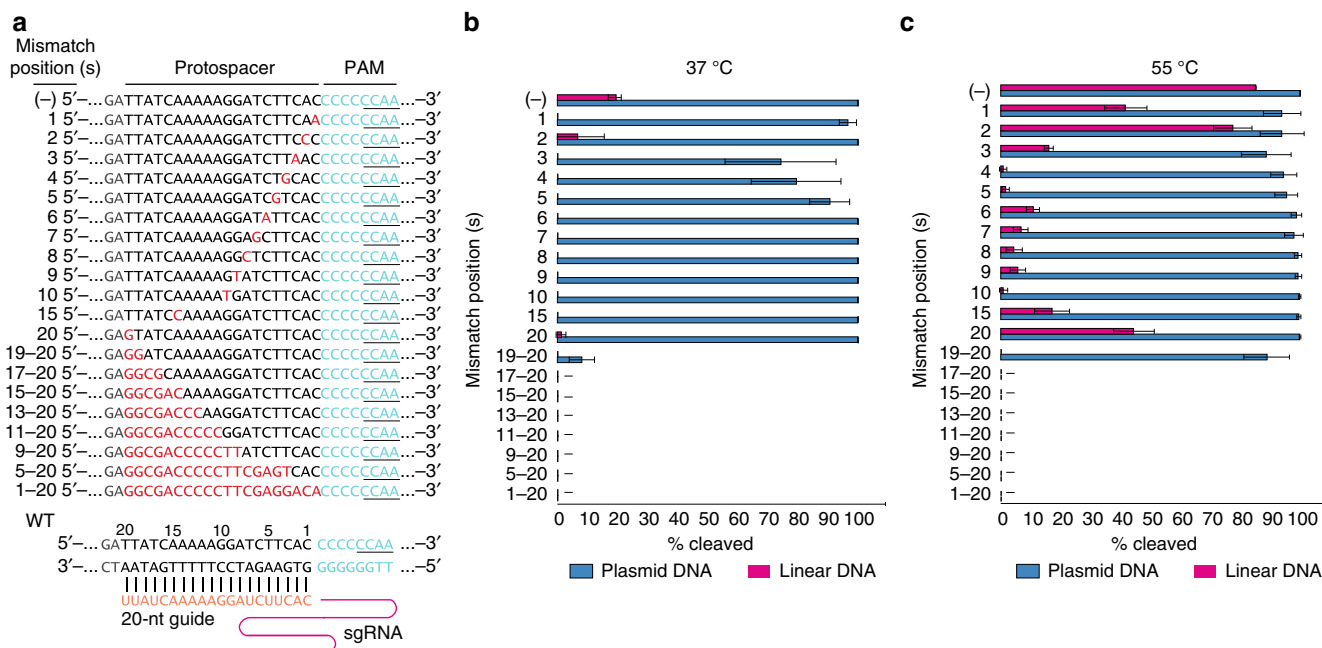 a
Mismatch
position (s)
Protospacer
PAM
(–) 5′–...GATTATCAAAAAGGATCTTCACCCCCCCAA...–3′
1 5′–...GATTATCAAAAAGGATCTTCAACCCCCCAA...–3′
2 5′–...GATTATCAAAAAGGATCTTCCCCCCCCCAA...–3′
3 5′–...GATTATCAAAAAGGATCTTAACCCCCCCAA...–3′
4 5′–...GATTATCAAAAAGGATCTGCACCCCCCCAA...–3′
5 5′–...GATTATCAAAAAGGATCGTCACCCCCCCAA...–3′
6 5′–...GATTATCAAAAAGGATATTCACCCCCCCAA...–3′
7 5′–...GATTATCAAAAAGGAGCTTCACCCCCCCAA...–3′
8 5′–...GATTATCAAAAAGGCTCTTCACCCCCCCAA...–3′
9 5′–...GATTATCAAAAAGTATCTTCACCCCCCCAA...–3′
10 5′–...GATTATCAAAAATGATCTTCACCCCCCCAA...–3′
15 5′–...GATTATCCAAAAGGATCTTCACCCCCCCAA...–3′
20 5′–...GAGTATCAAAAAGGATCTTCACCCCCCCAA...–3′
19–20 5′–...GAGGATCAAAAAGGATCTTCACCCCCCCAA...–3′
17–20 5′–...GAGGCGCAAAAAGGATCTTCACCCCCCCAA...–3′
15–20 5′–...GAGGCGACAAAAGGATCTTCACCCCCCCAA...–3′
13–20 5′–...GAGGCGACCCAAGGATCTTCACCCCCCCAA...–3′
11–20 5′–...GAGGCGACCCCCGGATCTTCACCCCCCCAA...–3′
9–20 5′–...GAGGCGACCCCCTTATCTTCACCCCCCCAA...–3′
5–20 5′–...GAGGCGACCCCCTTCGAGTCACCCCCCCAA...–3′
1–20 5′–...GAGGCGACCCCCTTCGAGGACACCCCCCAA...–3′
WT
20 15 10 5 1
5′–...GATTATCAAAAAGGATCTTCAC CCCCCCAA ...–3′
3′–...CTAATAGTTTTTCCTAGAAGTG GGGGGGTT ...–5′
UUAUCAAAAAGGAUCUUCAC
20-nt guide
sgRNA
b
37 °C
Mismatch position (s)
(–)
1
2
3
4
5
6
7
8
9
10
15
20
19–20
17–20
15–20
13–20
11–20
9–20
5–20
1–20
0 10 20 30 40 50 60 70 80 90 100
% cleaved
Plasmid DNA
Linear DNA
c
55 °C
Mismatch position (s)
(–)
1
2
3
4
5
6
7
8
9
10
15
20
19–20
17–20
15–20
13–20
11–20
9–20
5–20
1–20
0 10 20 30 40 50 60 70 80 90 100
% cleaved
Plasmid DNA
Linear DNA